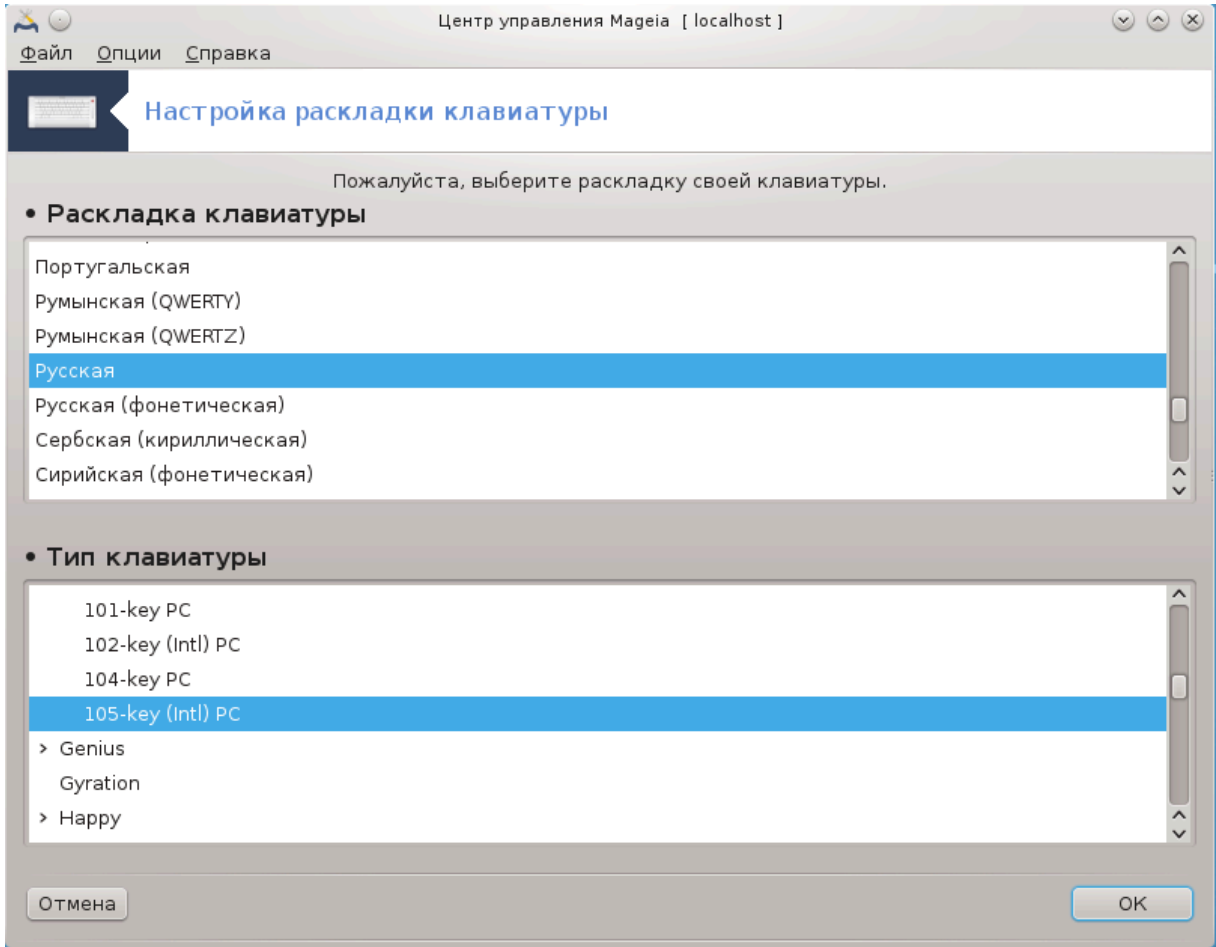 Центр управления Mageia [ localhost ]
Файл Опции Справка
Настройка раскладки клавиатуры
Пожалуйста, выберите раскладку своей клавиатуры.
• Раскладка клавиатуры
Португальская
Румынская (QWERTY)
Румынская (QWERTZ)
Русская
Русская (фонетическая)
Сербская (кириллическая)
Сирийская (фонетическая)
• Тип клавиатуры
101-key PC
102-key (Intl) PC
104-key PC
105-key (Intl) PC
> Genius
Gyration
> Happy
Отмена OK